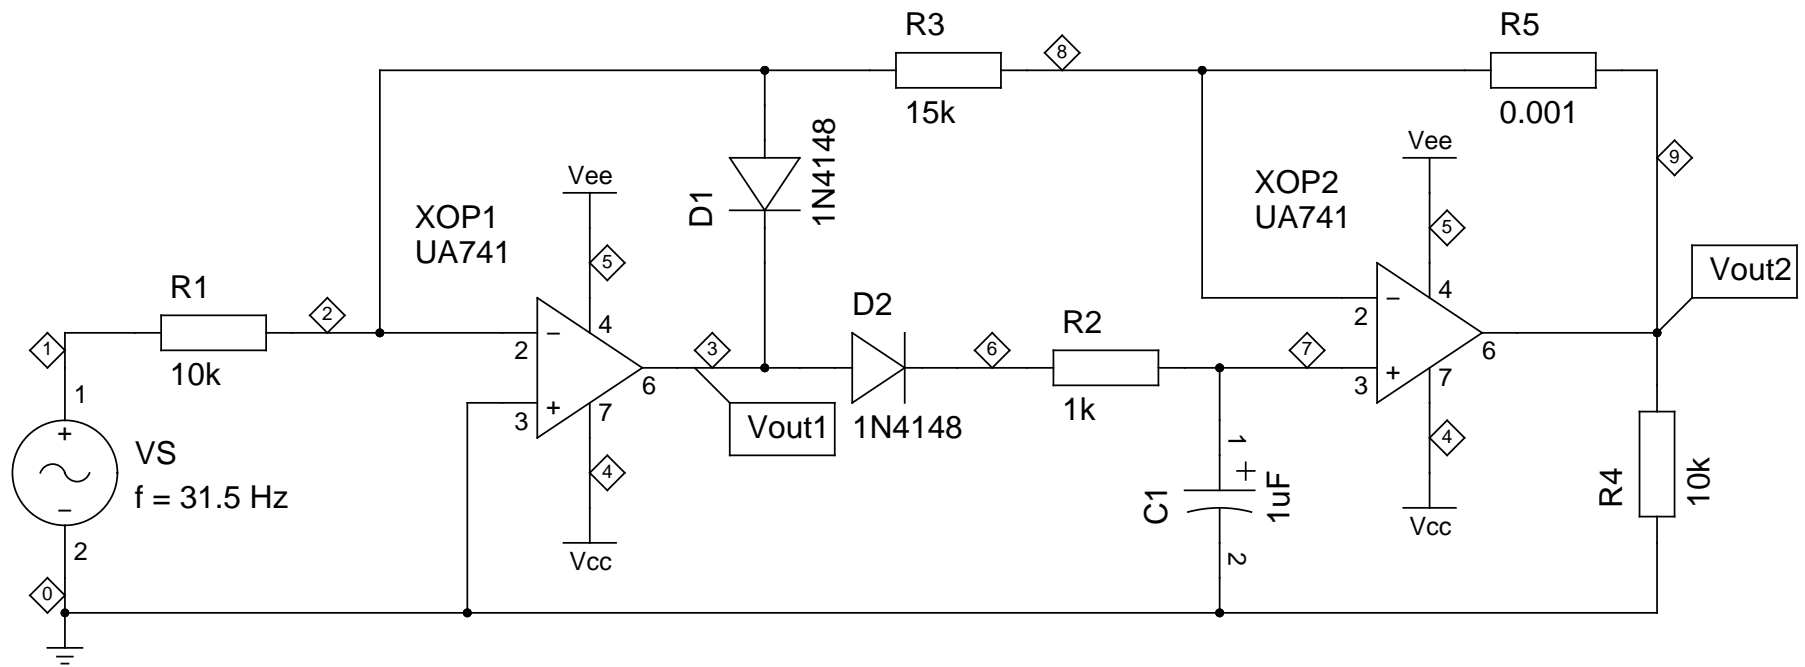 R3
8
R5
15k
0.001
Vee
9
D1
1N4148
Vee
XOP1
UA741
XOP2
UA741
5
5
4
4
Vout2
R1
2
D2
R2
−
2
−
2
1
3
6
7
10k
6
6
+
3
7
+
3
7
1
Vout1
1N4148
1k
4
+
VS
f = 31.5 Hz
−
4
1
+
C1
1uF
2
R4
10k
Vcc
Vcc
2
0